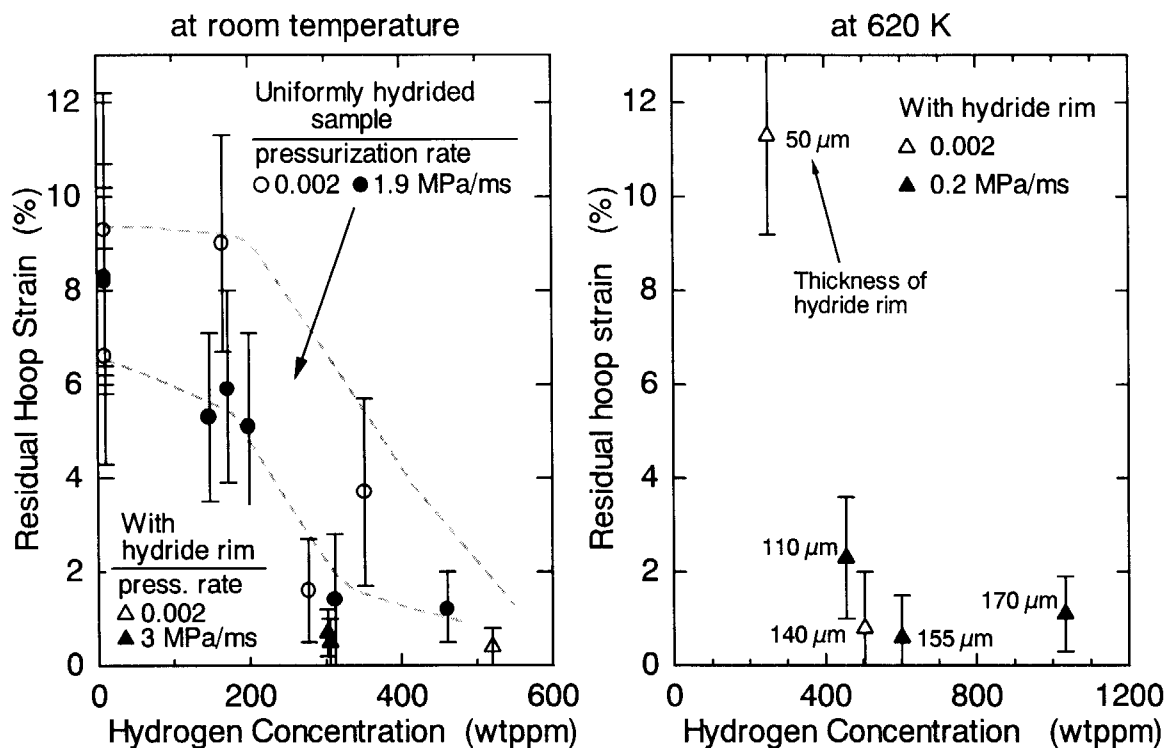 at room temperature
12
10
8
6
4
2
0
Residual Hoop Strain (%)
Uniformly hydrided
sample
pressurization rate
0.002 1.9 MPa/ms
With
hydride rim
press. rate
0.002
3 MPa/ms
0 200 400 600
Hydrogen Concentration (wtppm)
at 620 K
12
10
8
6
4
2
0
Residual hoop strain (%)
With hydride rim
0.002
0.2 MPa/ms
50 µm
Thickness of
hydride rim
110 µm
140 µm
155 µm
170 µm
0 400 800 1200
Hydrogen Concentration (wtppm)